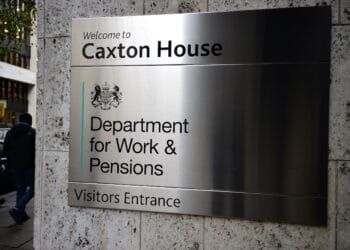 Welcome to
Caxton House
Department
for Work &
Pensions
Visitors Entrance